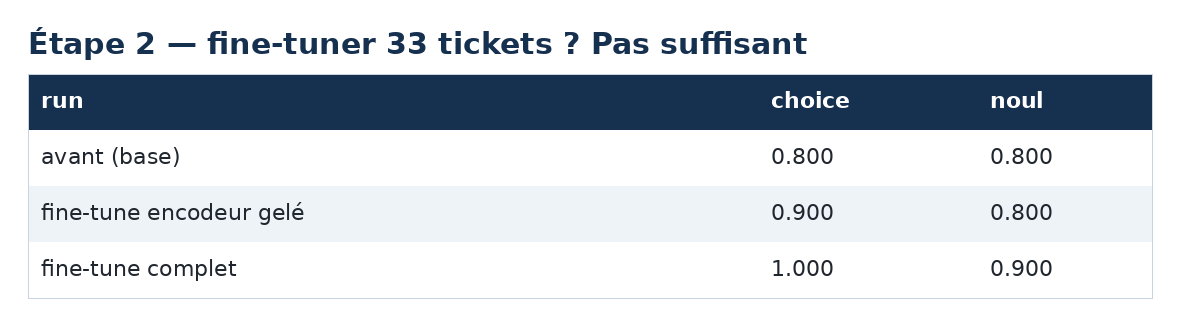 Étape 2 — fine-tuner 33 tickets ? Pas suffisant
run choice noul
avant (base) 0.800 0.800
fine-tune encodeur gelé 0.900 0.800
fine-tune complet 1.000 0.900